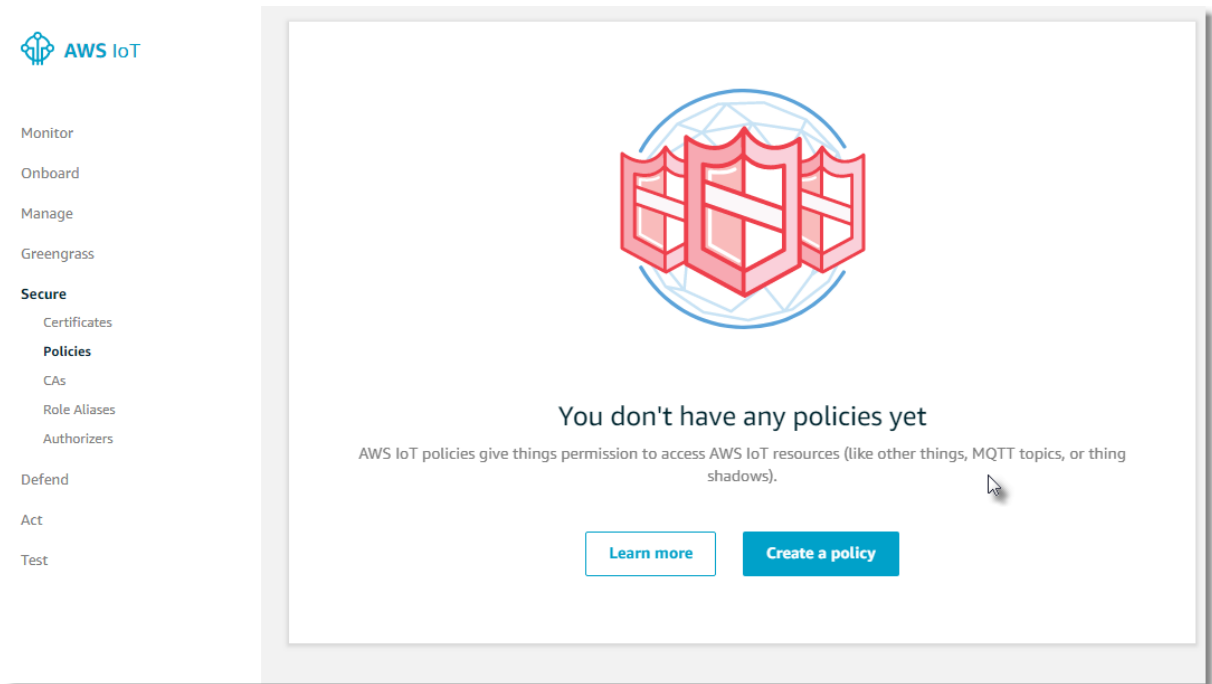 AWS IoT
Monitor
Onboard
Manage
Greengrass
Secure
Certificates
Policies
CAs
Role Aliases
Authorizers
Defend
Act
Test
You don't have any policies yet
AWS IoT policies give things permission to access AWS IoT resources (like other things, MQTT topics, or thing
shadows).
Learn more
Create a policy